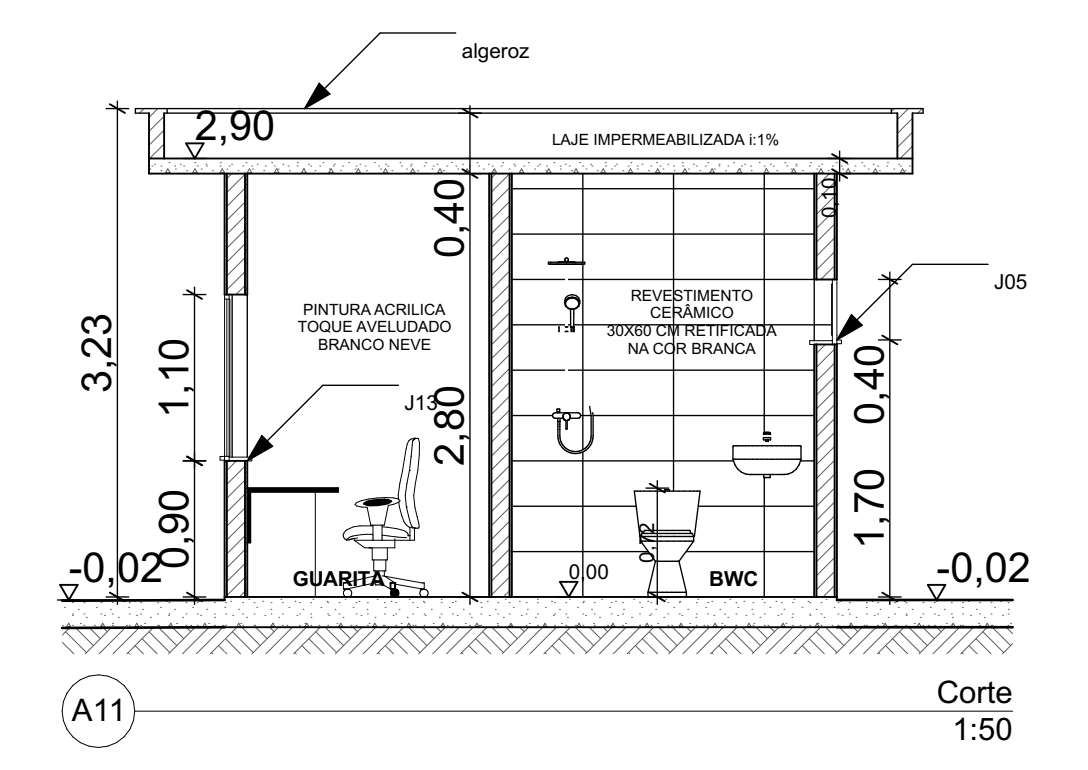 algeroz
2,90
LAJE IMPERMEABILIZADA i:1%
0,10
0,40
J05
PINTURA ACRILICA
TOQUE AVELUDADO
BRANCO NEVE
REVESTIMENTO
CERÂMICO
30X60 CM RETIFICADA
NA COR BRANCA
3,23
1,10
J13
2,80
0,40
0,90
1,70
-0,02
GUARITA
0,00
BWC
-0,02
A11
Corte
1:50